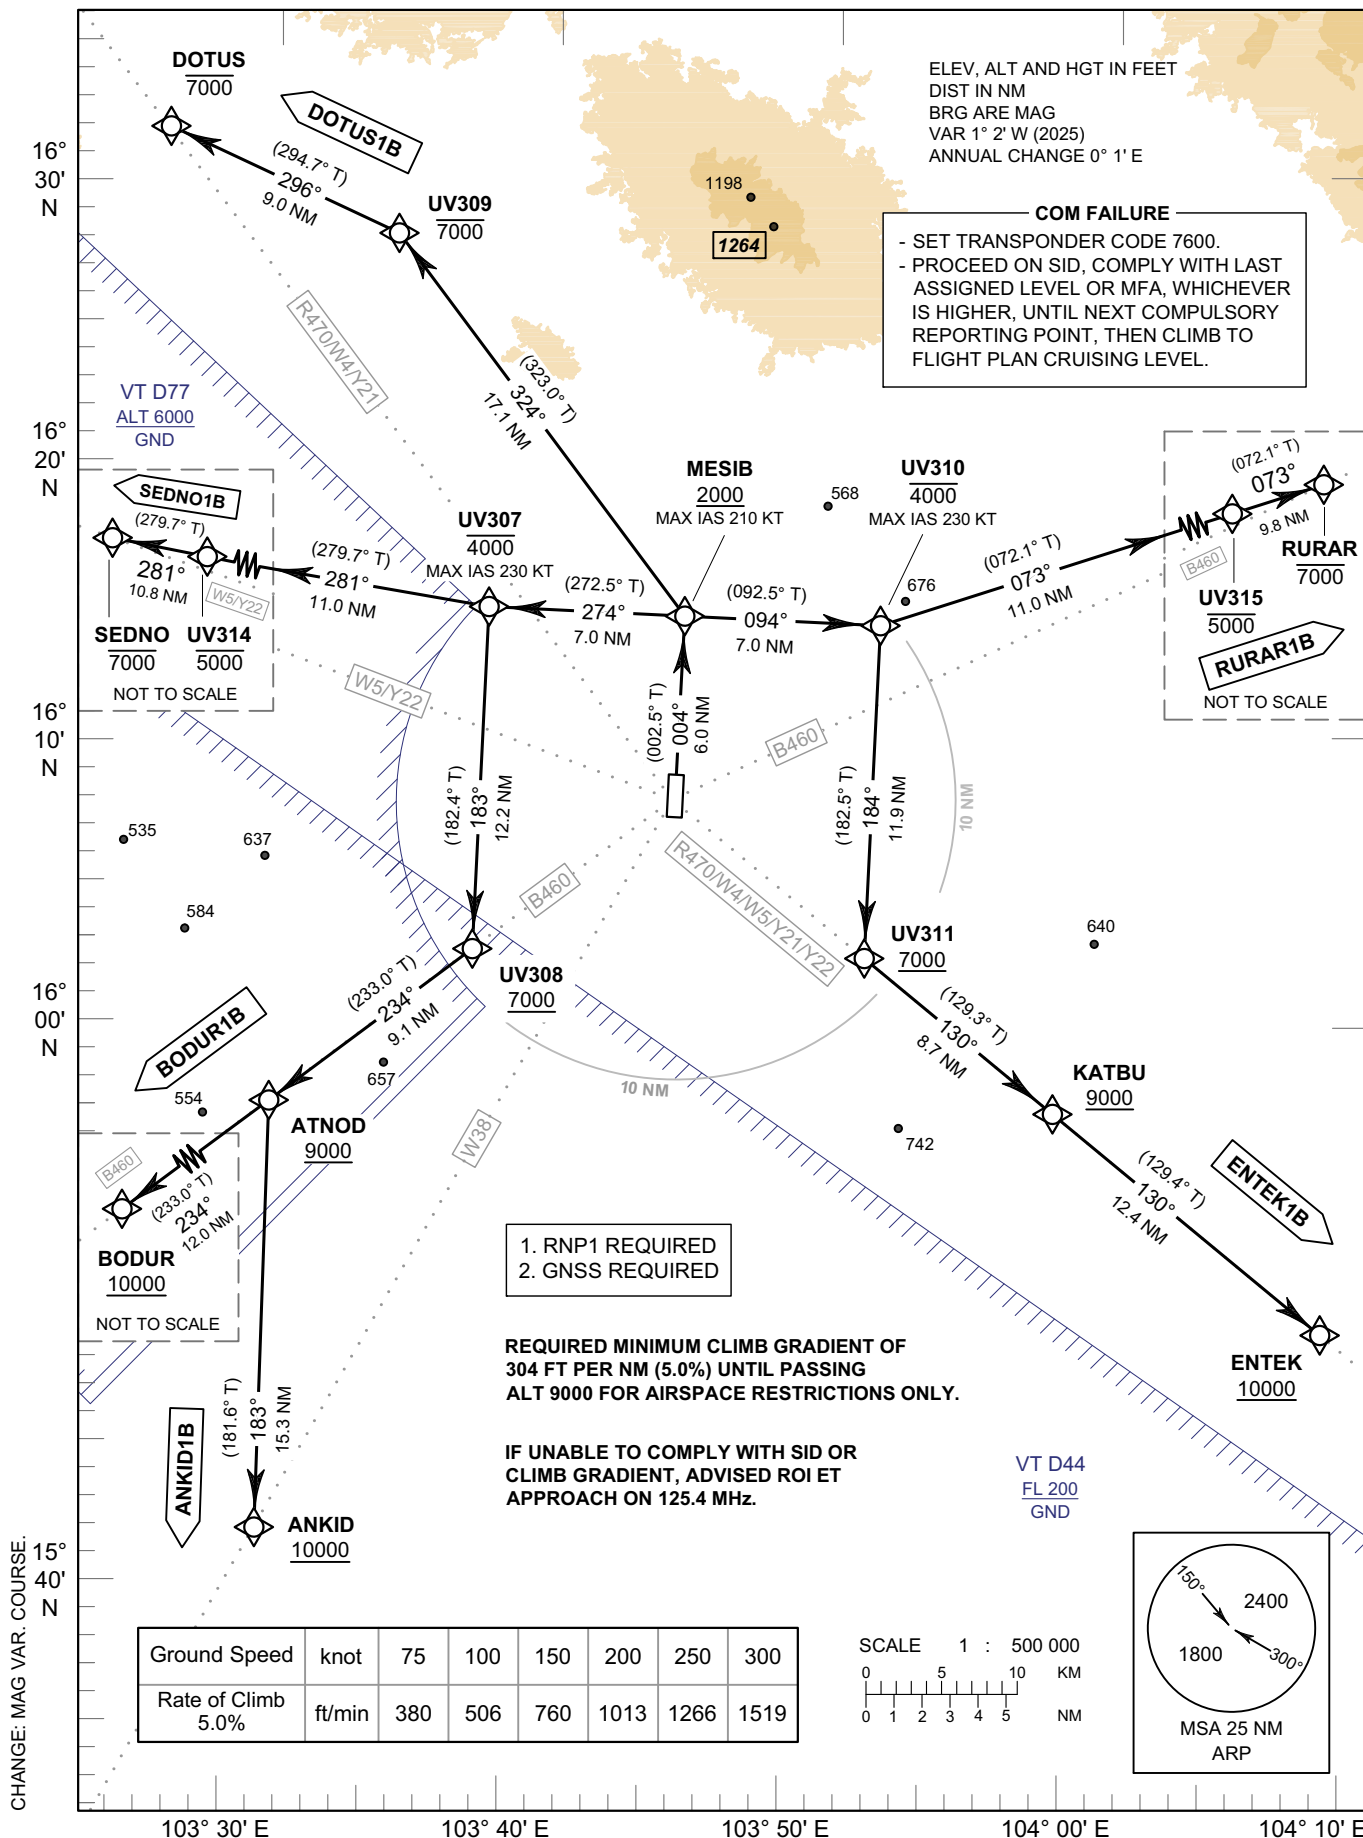 DOTUS
7000
DOTUS1B
(294.7° T)
296°
9.0 NM
UV309
7000
ELEV, ALT AND HGT IN FEET
DIST IN NM
BRG ARE MAG
VAR 1° 2' W (2025)
ANNUAL CHANGE 0° 1' E
16°
30'
N
1198
1264
COM FAILURE
- SET TRANSPONDER CODE 7600.
- PROCEED ON SID, COMPLY WITH LAST
ASSIGNED LEVEL OR MFA, WHICHEVER
IS HIGHER, UNTIL NEXT COMPULSORY
REPORTING POINT, THEN CLIMB TO
FLIGHT PLAN CRUISING LEVEL.
R470/W4/Y21
(323.0° T)
324°
17.1 NM
VT D77
ALT 6000
GND
16°
20'
N
SEDNO1B
(279.7° T)
281°
10.8 NM
W5/Y22
SEDNO
7000
UV314
5000
NOT TO SCALE
(279.7° T)
281°
11.0 NM
UV307
4000
MAX IAS 230 KT
(272.5° T)
274°
7.0 NM
MESIB
2000
MAX IAS 210 KT
(092.5° T)
094°
7.0 NM
568
UV310
4000
MAX IAS 230 KT
676
(072.1° T)
073°
11.0 NM
(072.1° T)
073°
9.8 NM
B460
RURAR
7000
UV315
5000
RURAR1B
NOT TO SCALE
W5/Y22
16°
10'
N
(002.5° T)
004°
6.0 NM
B460
(182.4° T)
183°
12.2 NM
(182.5° T)
184°
11.9 NM
10 NM
535
637
584
B460
R470/W4/W5/Y21/Y22
UV311
7000
640
UV308
7000
16°
00'
N
(233.0° T)
234°
9.1 NM
BODUR1B
657
554
10 NM
(129.3° T)
130°
8.7 NM
KATBU
9000
742
ATNOD
9000
W38
B460
(233.0° T)
234°
12.0 NM
BODUR
10000
NOT TO SCALE
(129.4° T)
130°
12.4 NM
ENTEK1B
1. RNP1 REQUIRED
2. GNSS REQUIRED
REQUIRED MINIMUM CLIMB GRADIENT OF
304 FT PER NM (5.0%) UNTIL PASSING
ALT 9000 FOR AIRSPACE RESTRICTIONS ONLY.
ENTEK
10000
(181.6° T)
183°
15.3 NM
ANKID1B
IF UNABLE TO COMPLY WITH SID OR
CLIMB GRADIENT, ADVISED ROI ET
APPROACH ON 125.4 MHz.
VT D44
FL 200
GND
ANKID
10000
15°
40'
N
CHANGE: MAG VAR. COURSE.
Ground Speed knot 75 100 150 200 250 300
Rate of Climb
5.0% ft/min 380 506 760 1013 1266 1519
SCALE 1 : 500 000
0 5 10 KM
0 1 2 3 4 5 NM
150°
2400
1800
300°
MSA 25 NM
ARP
103° 30' E 103° 40' E 103° 50' E 104° 00' E 104° 10' E